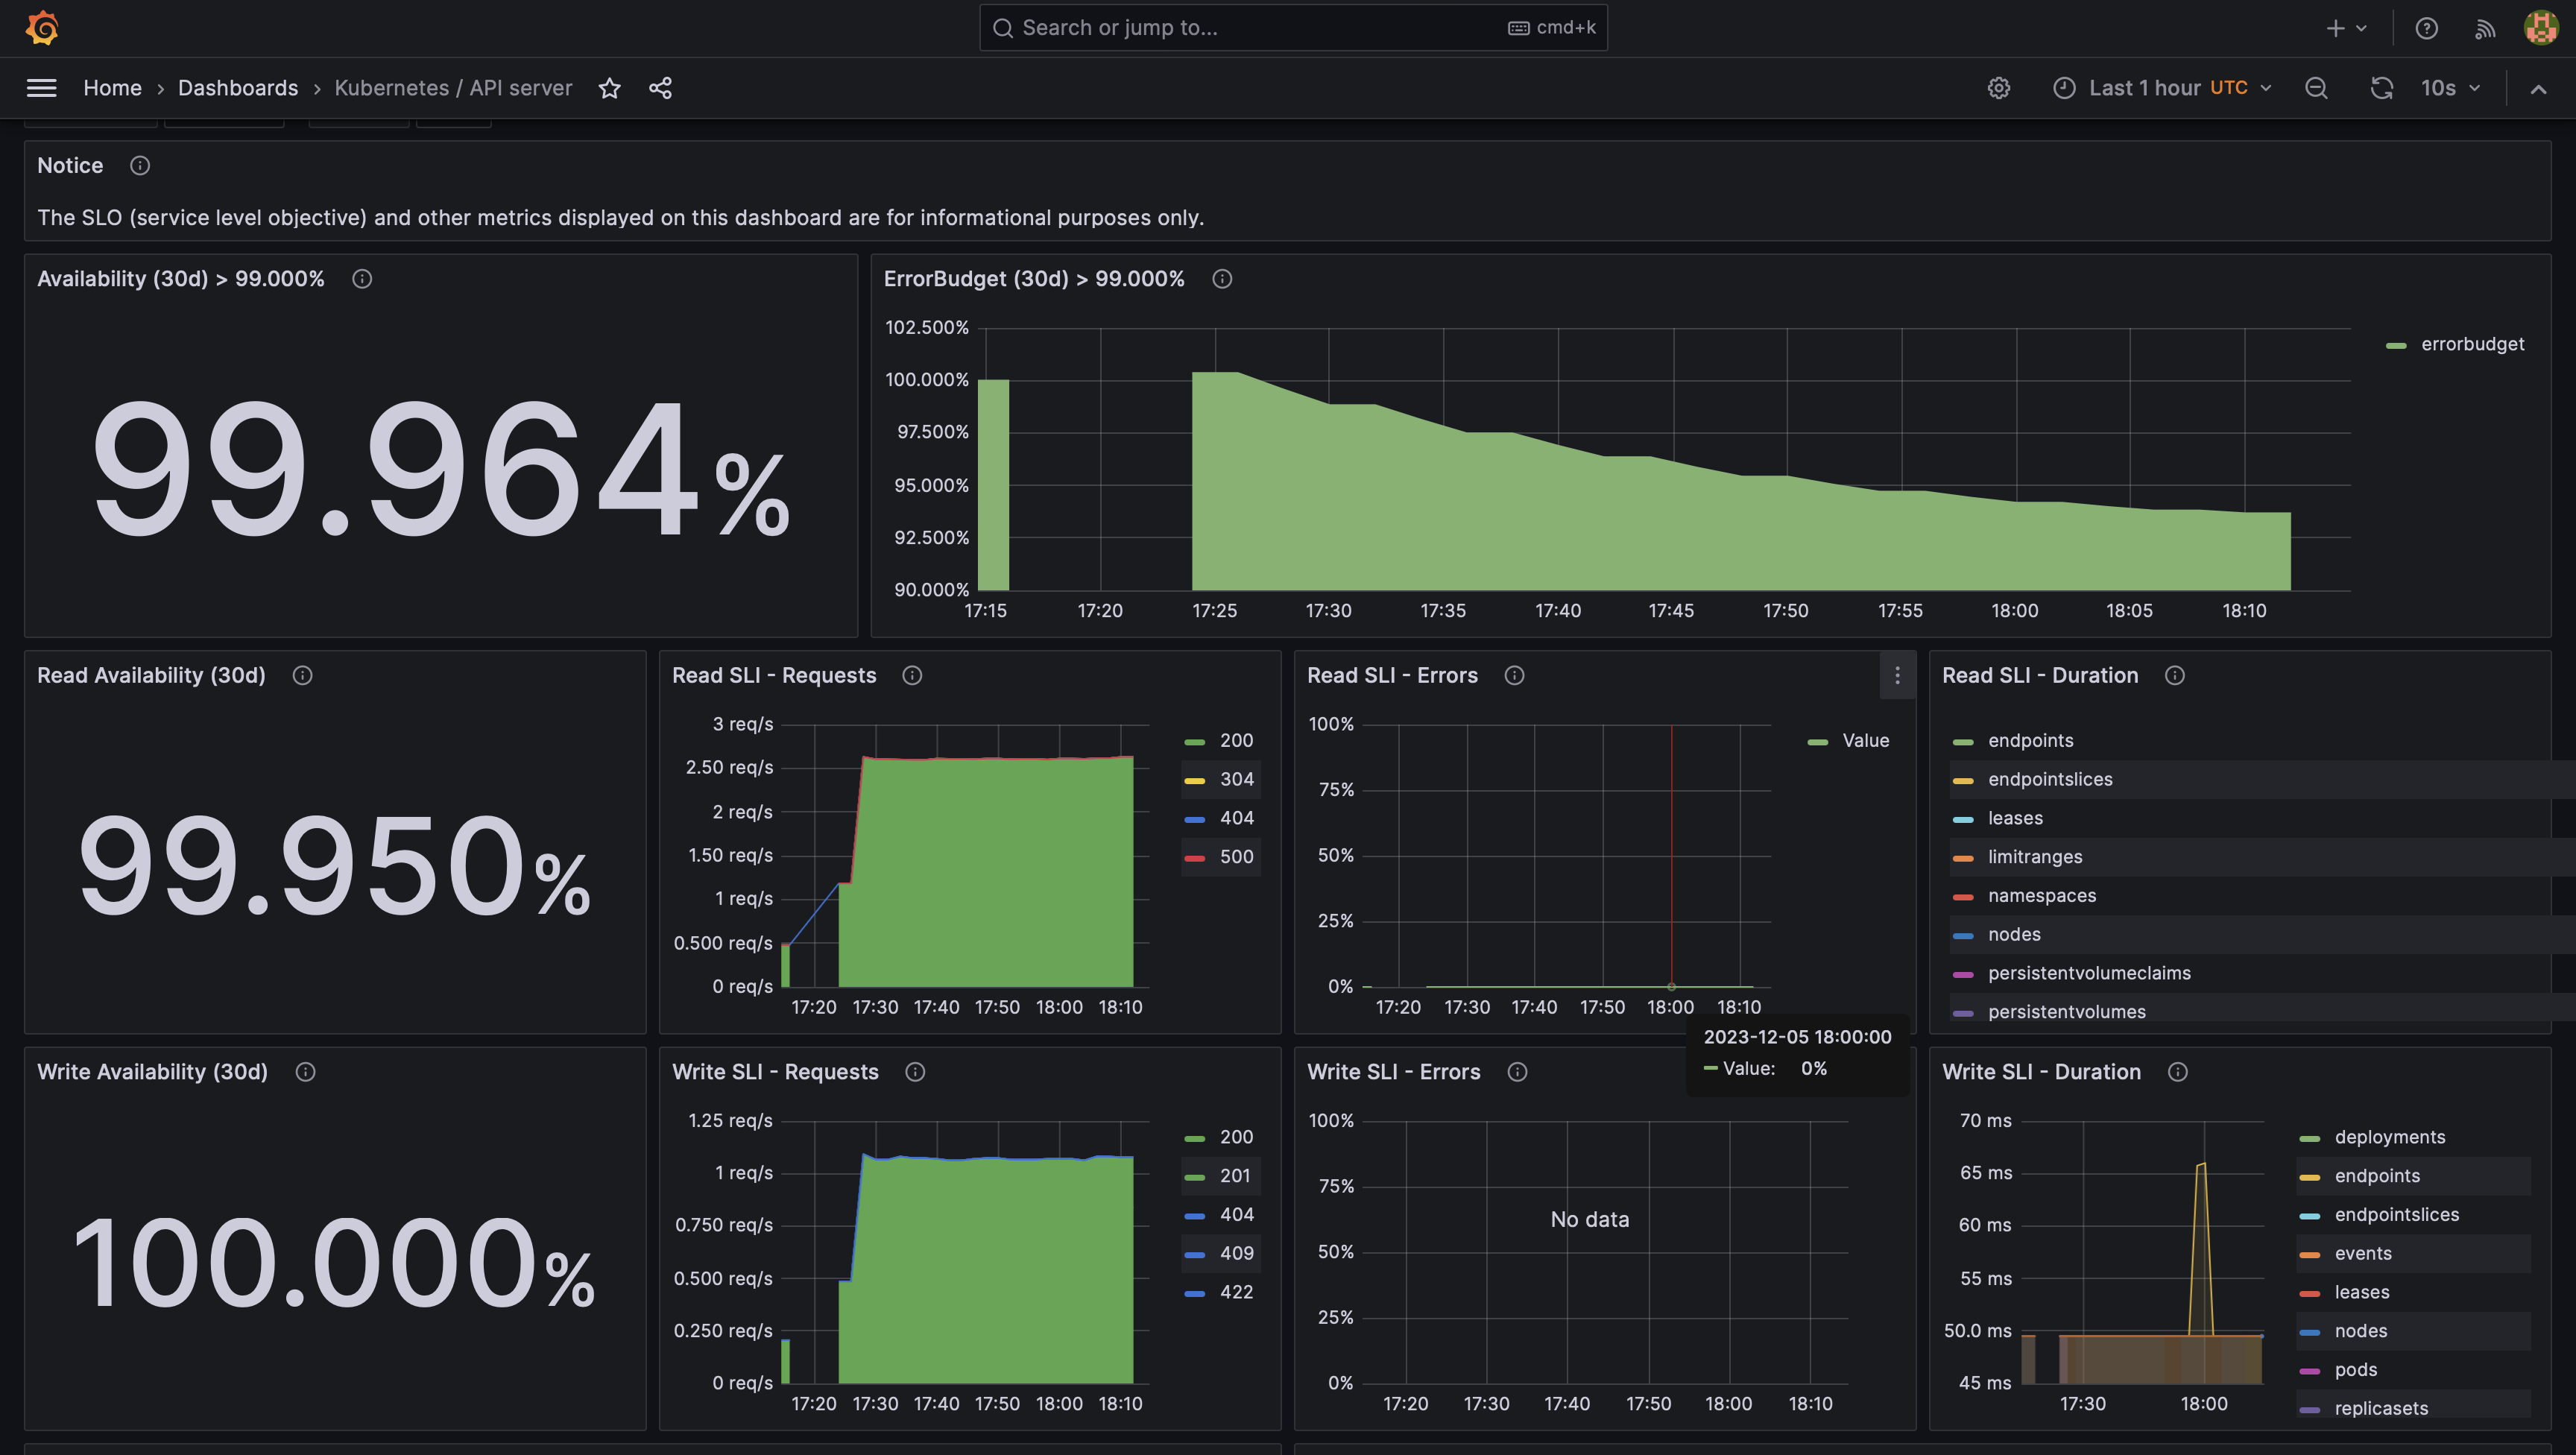 Search or jump to... cmd+k
Home › Dashboards › Kubernetes / API server
Last 1 hour UTC
10s
Notice
The SLO (service level objective) and other metrics displayed on this dashboard are for informational purposes only.
Availability (30d) > 99.000%
99.964%
ErrorBudget (30d) > 99.000%
102.500%
100.000%
97.500%
95.000%
92.500%
90.000%
17:15 17:20 17:25 17:30 17:35 17:40 17:45 17:50 17:55 18:00 18:05 18:10
errorbudget
Read Availability (30d)
99.950%
Read SLI - Requests
3 req/s
2.50 req/s
2 req/s
1.50 req/s
1 req/s
0.500 req/s
0 req/s
17:20 17:30 17:40 17:50 18:00 18:10
200
304
404
500
Read SLI - Errors
100%
75%
50%
25%
0%
17:20 17:30 17:40 17:50 18:00 18:10
Value
2023-12-05 18:00:00
Value: 0%
Read SLI - Duration
endpoints
endpointslices
leases
limitranges
namespaces
nodes
persistentvolumeclaims
persistentvolumes
Write Availability (30d)
100.000%
Write SLI - Requests
1.25 req/s
1 req/s
0.750 req/s
0.500 req/s
0.250 req/s
0 req/s
17:20 17:30 17:40 17:50 18:00 18:10
200
201
404
409
422
Write SLI - Errors
100%
75%
50%
25%
0%
No data
17:20 17:30 17:40 17:50 18:00 18:10
Write SLI - Duration
70 ms
65 ms
60 ms
55 ms
50.0 ms
45 ms
17:30 18:00
deployments
endpoints
endpointslices
events
leases
nodes
pods
replicasets